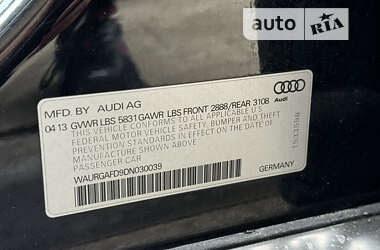 auto RIA
MFD. BY AUDI AG
04 13 GVWR LBS 5831 GAWR LBS FRONT 2888/REAR 3108
THIS VEHICLE CONFORMS TO ALL APPLICABLE
FEDERAL MOTOR VEHICLE SAFETY, BUMPER AND THEFT
PREVENTION STANDARDS IN EFFECT ON THE DATE OF
MANUFACTURE SHOWN ABOVE
PASSENGER CAR
WAURGAFD9DN030039
GERMANY
Audi